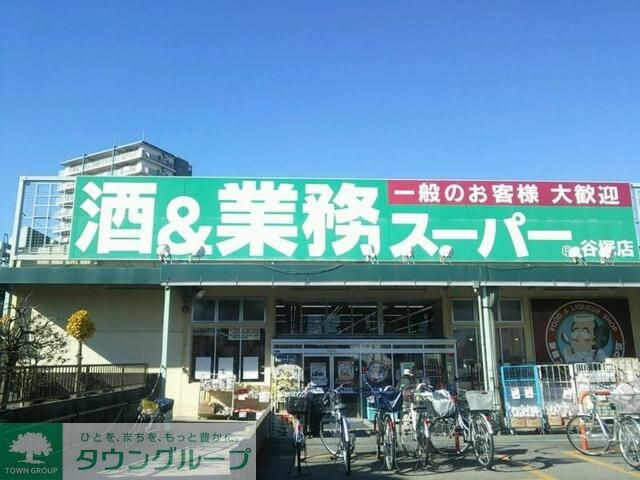 一般のお客様 大歓迎
酒&業務スーパー
谷塚店
FOOD & LIQUEUR SHOP
ひとを、まちを、もっと豊かに
タウングループ
TOWN GROUP